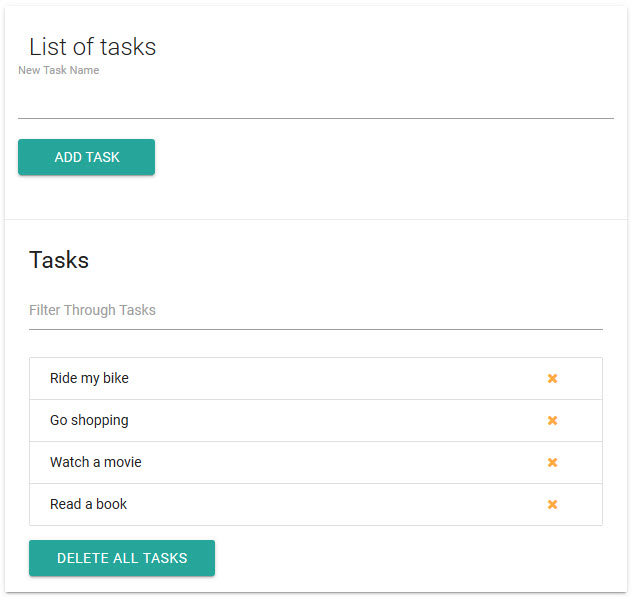 List of tasks
New Task Name
ADD TASK
Tasks
Filter Through Tasks
Ride my bike
Go shopping
Watch a movie
Read a book
DELETE ALL TASKS